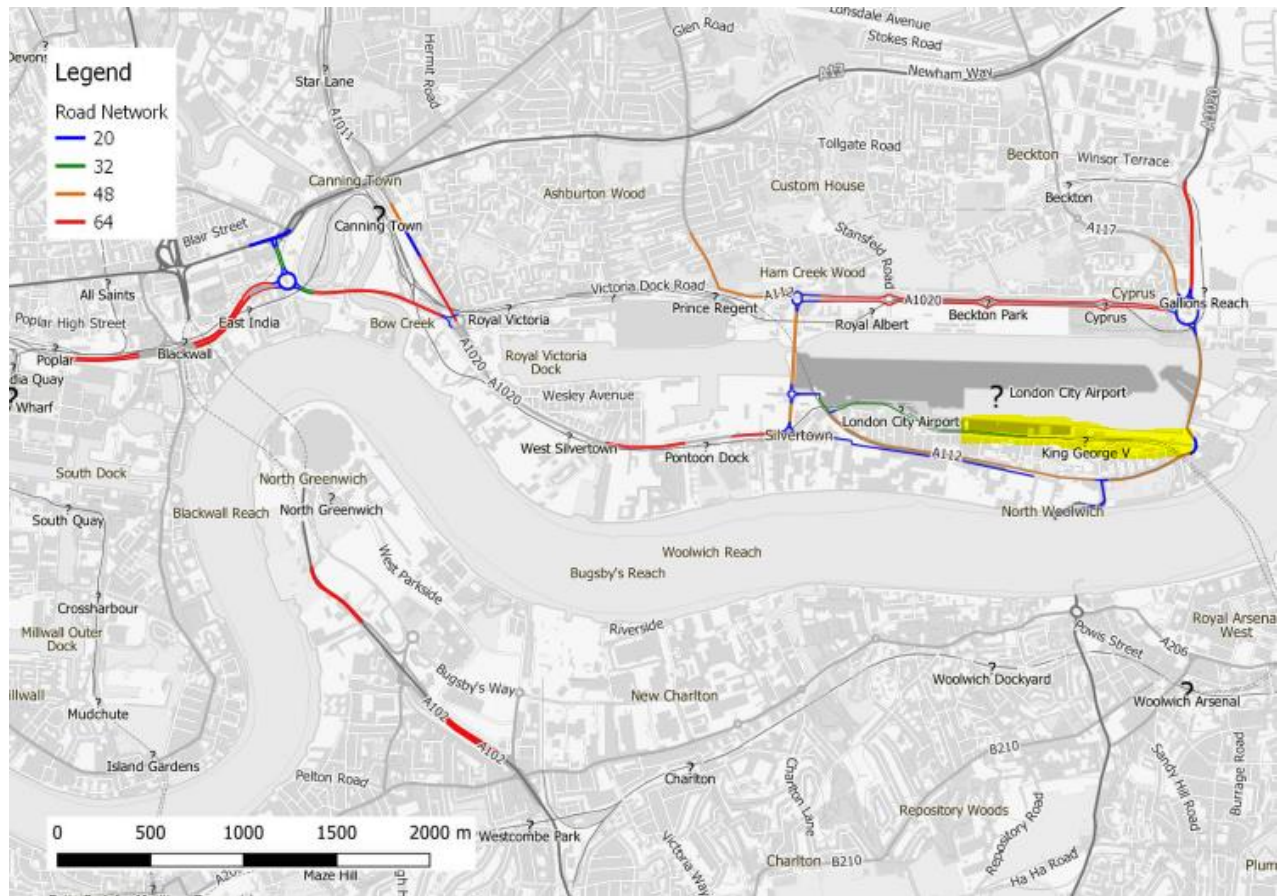 Legend
Road Network
20
32
48
64
Devons
Star Lane
A1011
Hermit Road
Glen Road
Lonsdale Avenue
Stokes Road
Newham Way
A13
A1020
Tollgate Road
Beckton
Winsor Terrace
Canning Town
Ashburton Wood
Custom House
Beckton
Canning Town
Blair Street
Stansfeld Road
A117
All Saints
Victoria Dock Road
Ham Creek Wood
A112
A1020
Cyprus
Gallions Reach
Poplar High Street
East India
Bow Creek
Royal Victoria
Prince Regent
Royal Albert
Beckton Park
Cyprus
Poplar
Blackwall
A1020
A1020
Royal Victoria
Dock
dia Quay
Wharf
Wesley Avenue
London City Airport
London City Airport
West Silvertown
Pontoon Dock
Silvertown
A112
King George V
South Dock
North Greenwich
North Greenwich
North Woolwich
South Quay
Blackwall Reach
West Parkside
Woolwich Reach
Bugsby's Reach
Crossharbour
Millwall Outer
Dock
Riverside
Powis Street
A206
Royal Arsenal
West
illwall
Bugsby's Way
New Charlton
Woolwich Dockyard
Woolwich Arsenal
Mudchute
A102
A102
B210
Island Gardens
Pelton Road
Charlton
Charlton Lane
Repository Woods
Repository Road
Sandy Hill Road
Burrage Road
0 500 1000 1500 2000 m
Westcombe Park
Victoria Way
Charlton
B210
Ha Ha Road
Plum
Maze Hill